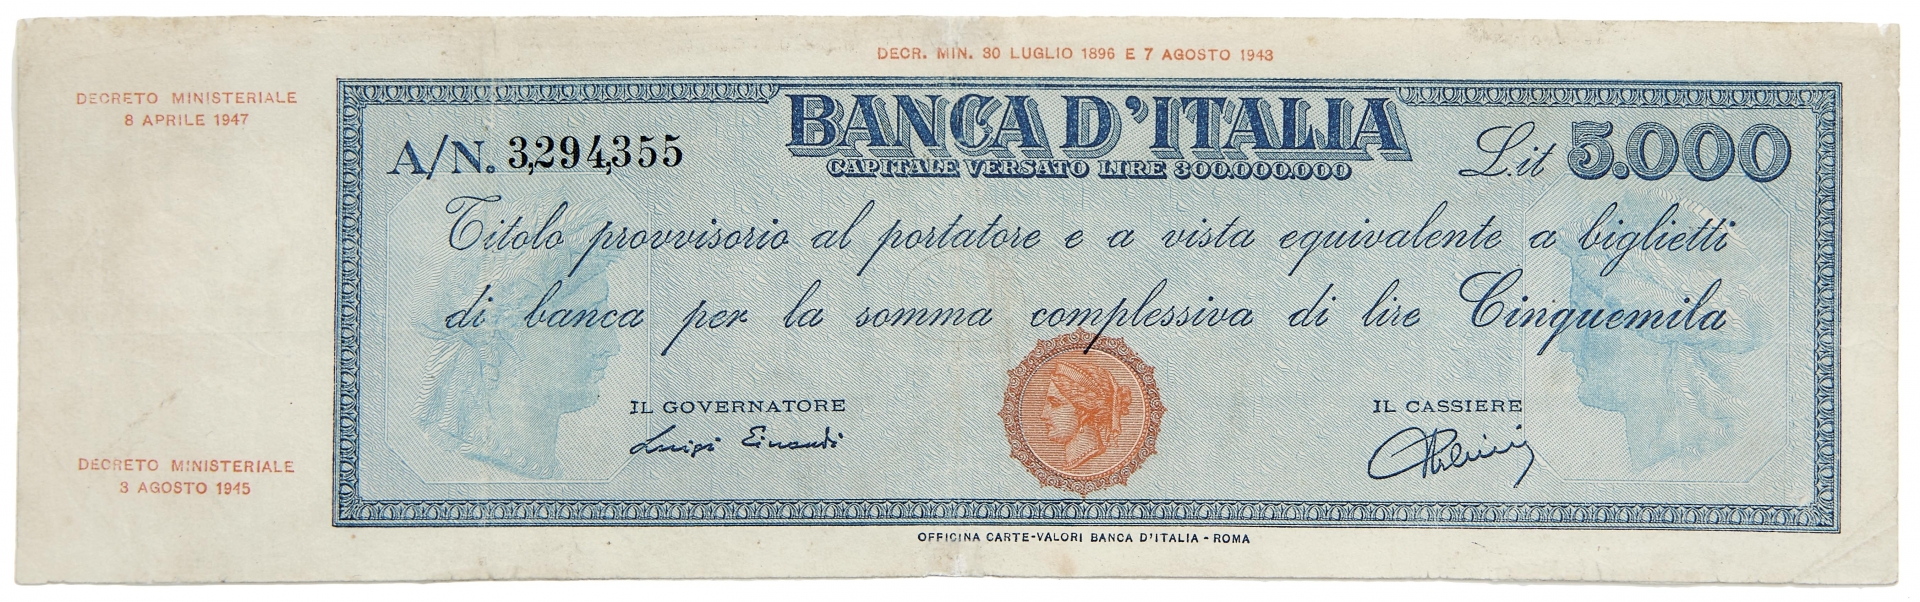 DECR. MIN. 30 LUGLIO 1896 E 7 AGOSTO 1943
DECRETO MINISTERIALE
8 APRILE 1947
BANCA D'ITALIA
CAPITALE VERSATO LIRE 300.000.000
A/N. 3,294,355
L.it 5.000
Titolo provvisorio al portatore e a vista equivalente a biglietti
di banca per la somma complessiva di lire Cinquemila
IL GOVERNATORE
Luigi Einaudi
IL CASSIERE
DECRETO MINISTERIALE
3 AGOSTO 1945
OFFICINA CARTE-VALORI BANCA D'ITALIA - ROMA